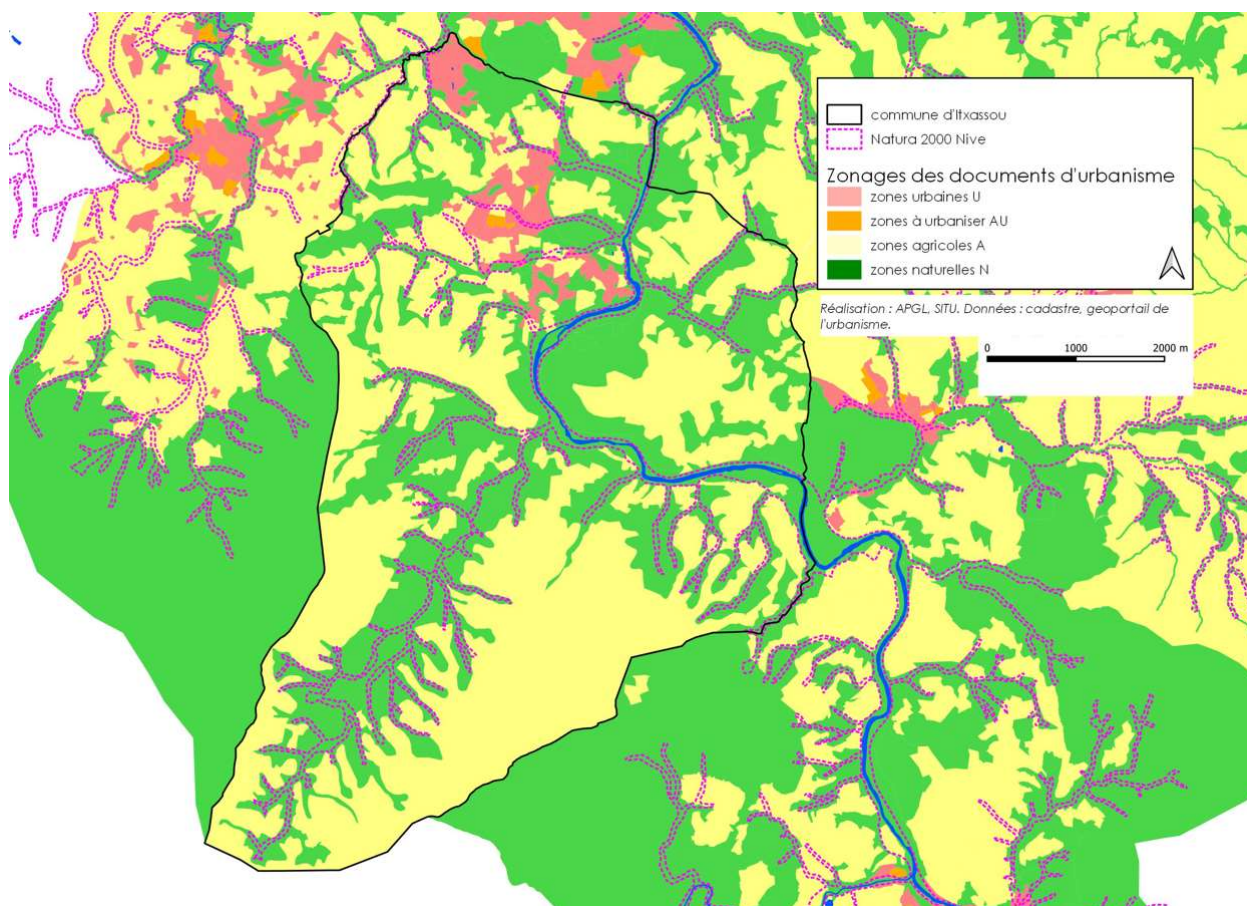 commune d'Itxassou
Natura 2000 Nive
Zonages des documents d'urbanisme
zones urbaines U
zones à urbaniser AU
zones agricoles A
zones naturelles N
Réalisation : APGL, SITU. Données : cadastre, geoportail de
l'urbanisme.
0 1000 2000 m